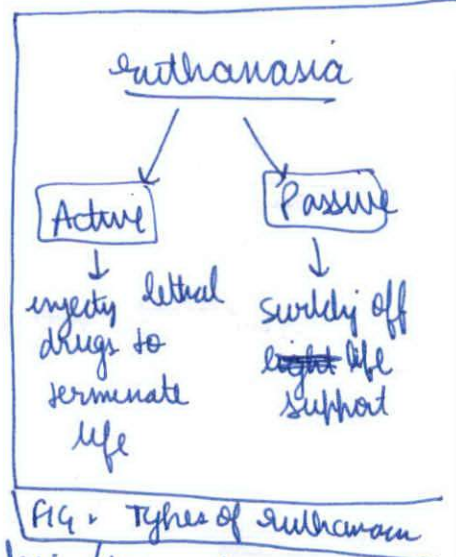 Euthanasia
Active
Passive
injecting lethal
drugs to
terminate
life
switching off
life
support
FIG. Types of Euthanasia